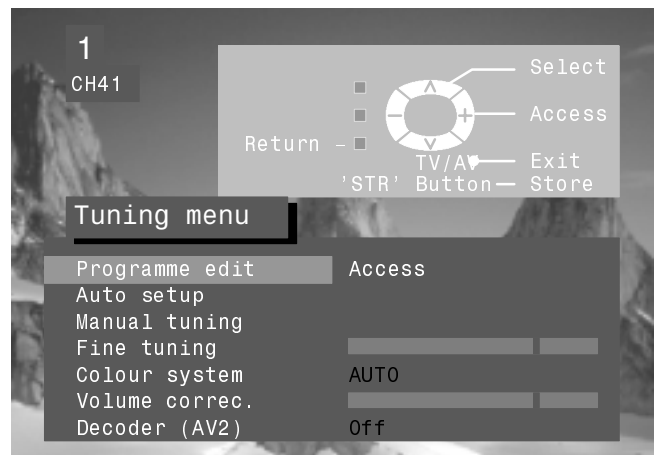 1
CH41
Select
Access
Return –
TV/AV Exit
'STR' Button — Store
Tuning menu
Programme edit Access
Auto setup
Manual tuning
Fine tuning
Colour system AUTO
Volume correc.
Decoder (AV2) Off